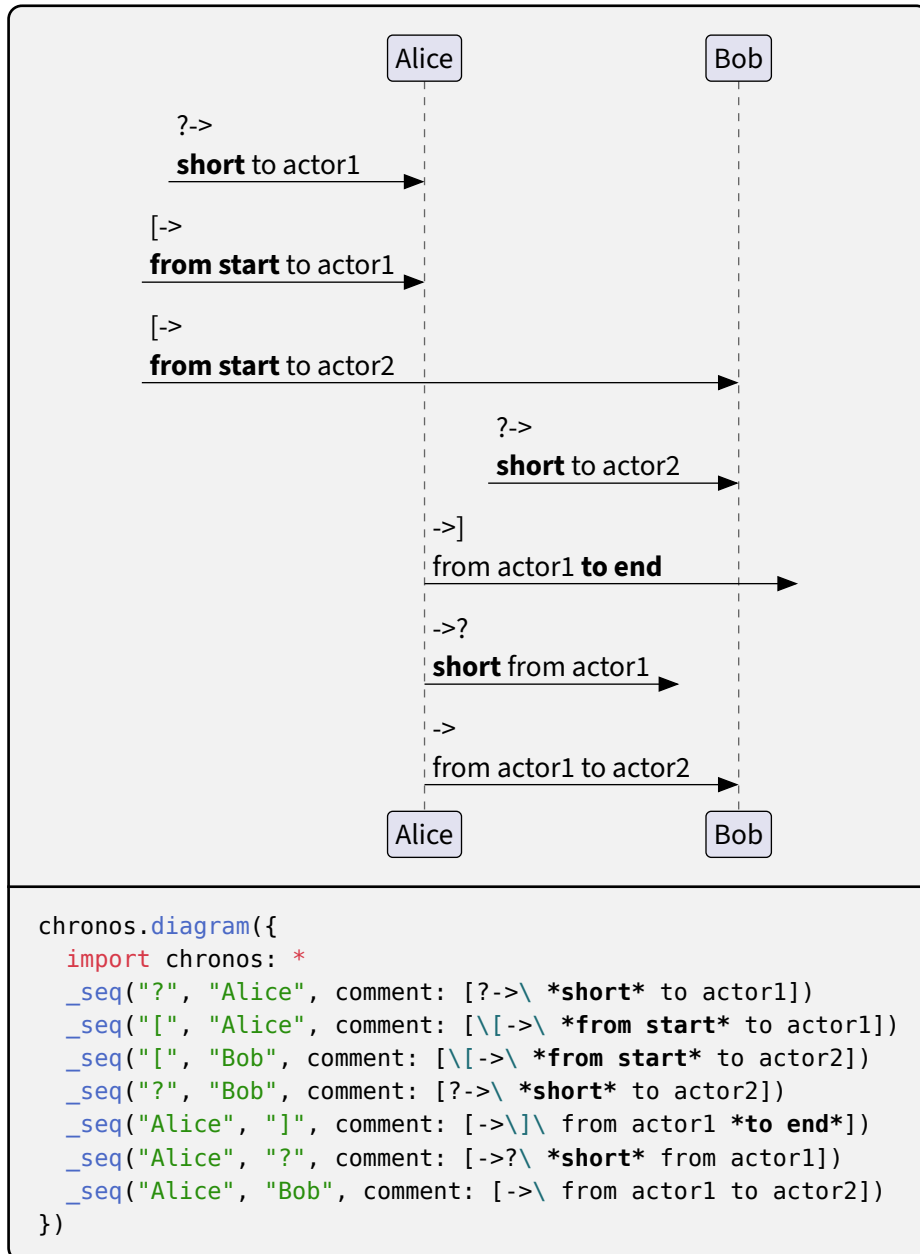 Alice Bob
?->
short to actor1
[->
from start to actor1
[->
from start to actor2
?->
short to actor2
->]
from actor1 to end
->?
short from actor1
->
from actor1 to actor2
Alice Bob
chronos.diagram({
  import chronos: *
  _seq("?", "Alice", comment: [?->\ *short* to actor1])
  _seq("[", "Alice", comment: [\[->\ *from start* to actor1])
  _seq("[", "Bob", comment: [\[->\ *from start* to actor2])
  _seq("?", "Bob", comment: [?->\ *short* to actor2])
  _seq("Alice", "]", comment: [->\]\ from actor1 *to end*])
  _seq("Alice", "?", comment: [->?\ *short* from actor1])
  _seq("Alice", "Bob", comment: [->\ from actor1 to actor2])
})